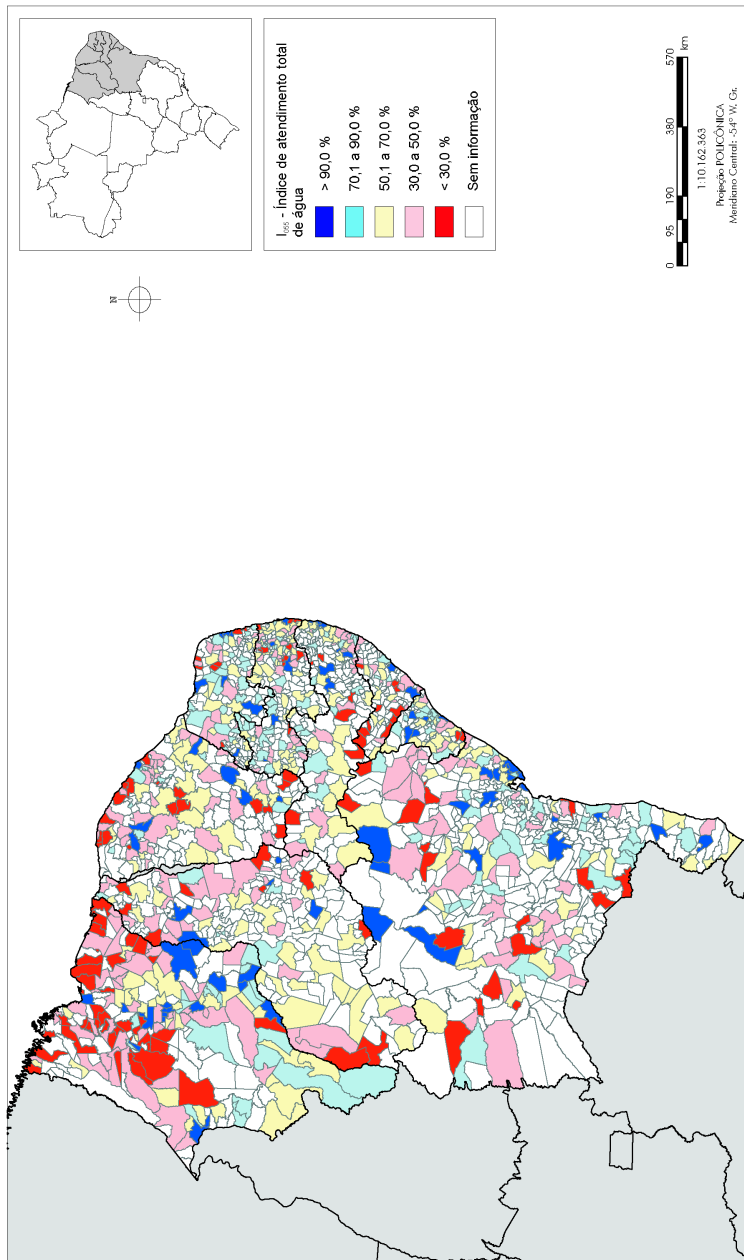 I055 - Índice de atendimento total
de água
> 90,0 %
70,1 a 90,0 %
50,1 a 70,0 %
30,0 a 50,0 %
< 30,0 %
Sem informação
N
0 95 190 380 570
km
1:10.162.363
Projeção POLICÔNICA
Meridiano Central: -54° W. Gr.